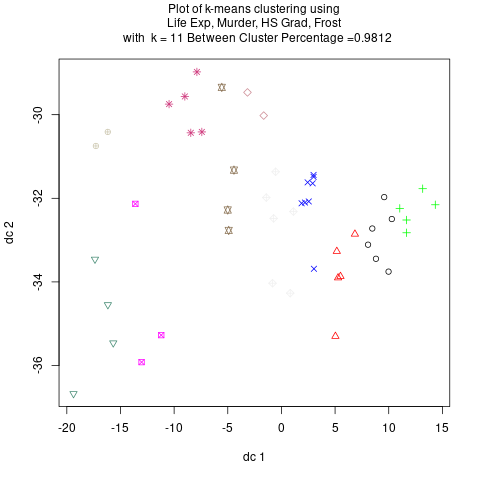 Plot of k-means clustering using
Life Exp, Murder, HS Grad, Frost
with k = 11 Between Cluster Percentage =0.9812
dc 2
-30
-32
-34
-36
-20 -15 -10 -5 0 5 10 15
dc 1